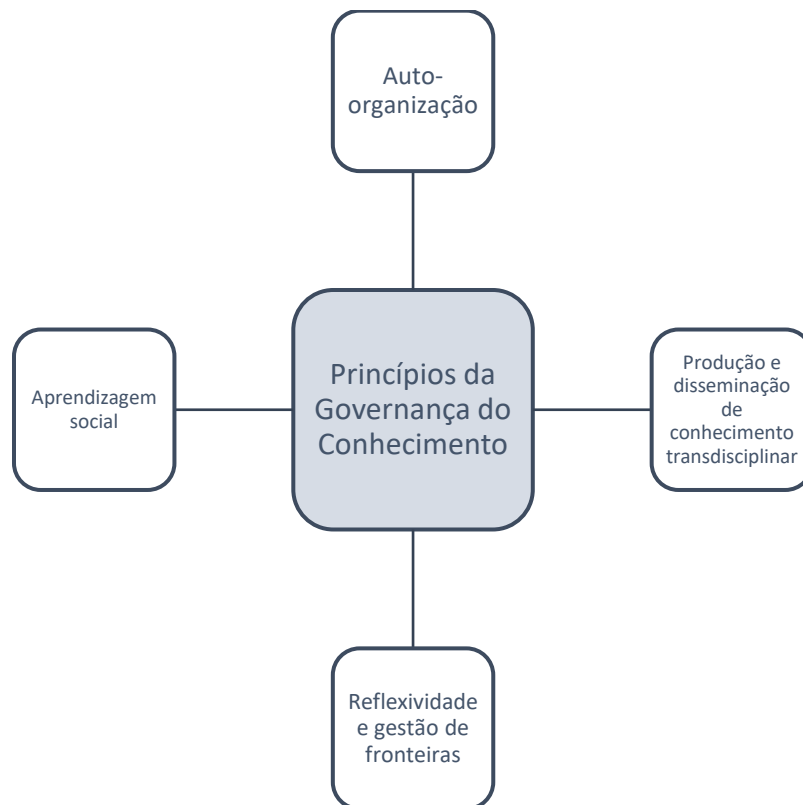 Auto-
organização
Aprendizagem
social
Princípios da
Governança do
Conhecimento
Produção e
disseminação
de
conhecimento
transdisciplinar
Reflexividade
e gestão de
fronteiras